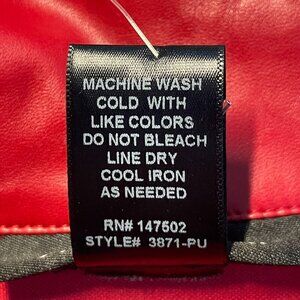 MACHINE WASH
COLD WITH
LIKE COLORS
DO NOT BLEACH
LINE DRY
COOL IRON
AS NEEDED
RN# 147502
STYLE# 3871-PU